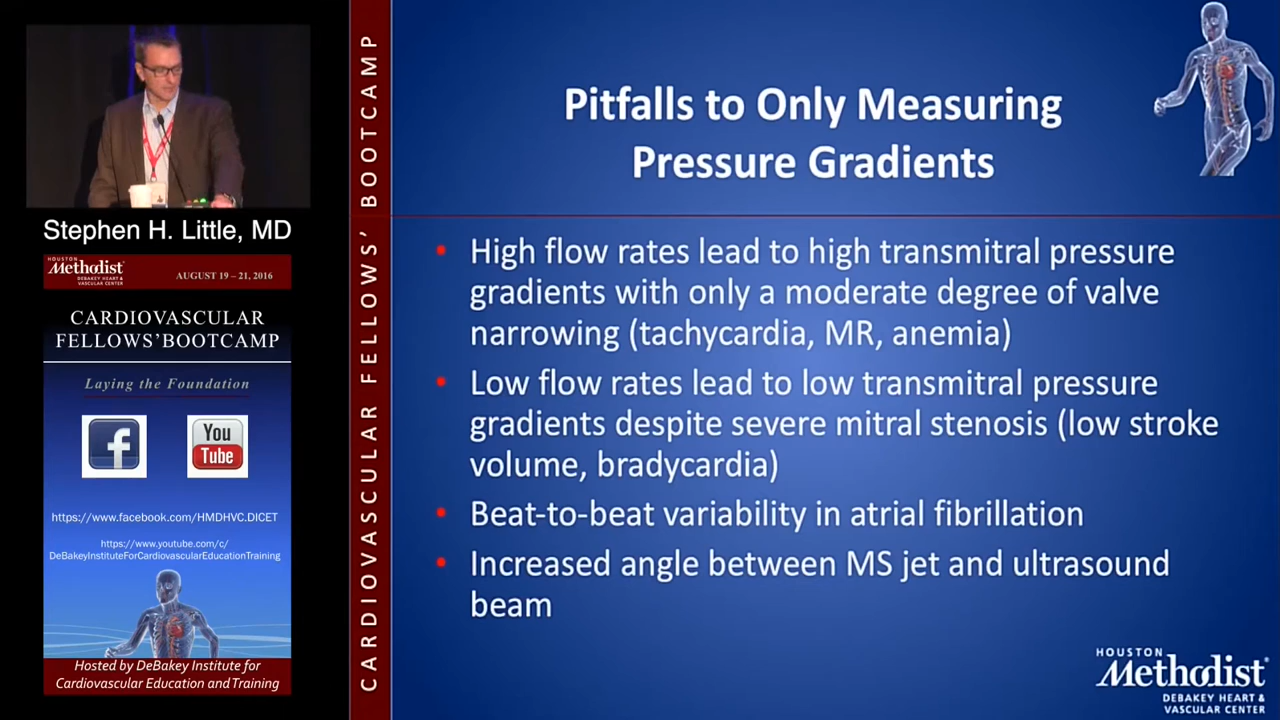 Stephen H. Little, MD
HOUSTON
Methodist
DEBAKEY HEART &
VASCULAR CENTER
AUGUST 19 – 21, 2016
CARDIOVASCULAR
FELLOWS'BOOTCAMP
Laying the Foundation
f
You
Tube
https://www.facebook.com/HMDHVC.DICET
https://www.youtube.com/c/
DeBakeyInstituteForCardiovascularEducationTraining
Hosted by DeBakey Institute for
Cardiovascular Education and Training
CARDIOVASCULAR FELLOWS' BOOTCAMP
Pitfalls to Only Measuring
Pressure Gradients
• High flow rates lead to high transmitral pressure
gradients with only a moderate degree of valve
narrowing (tachycardia, MR, anemia)
• Low flow rates lead to low transmitral pressure
gradients despite severe mitral stenosis (low stroke
volume, bradycardia)
• Beat-to-beat variability in atrial fibrillation
• Increased angle between MS jet and ultrasound
beam
HOUSTON
Methodist
DEBAKEY HEART &
VASCULAR CENTER